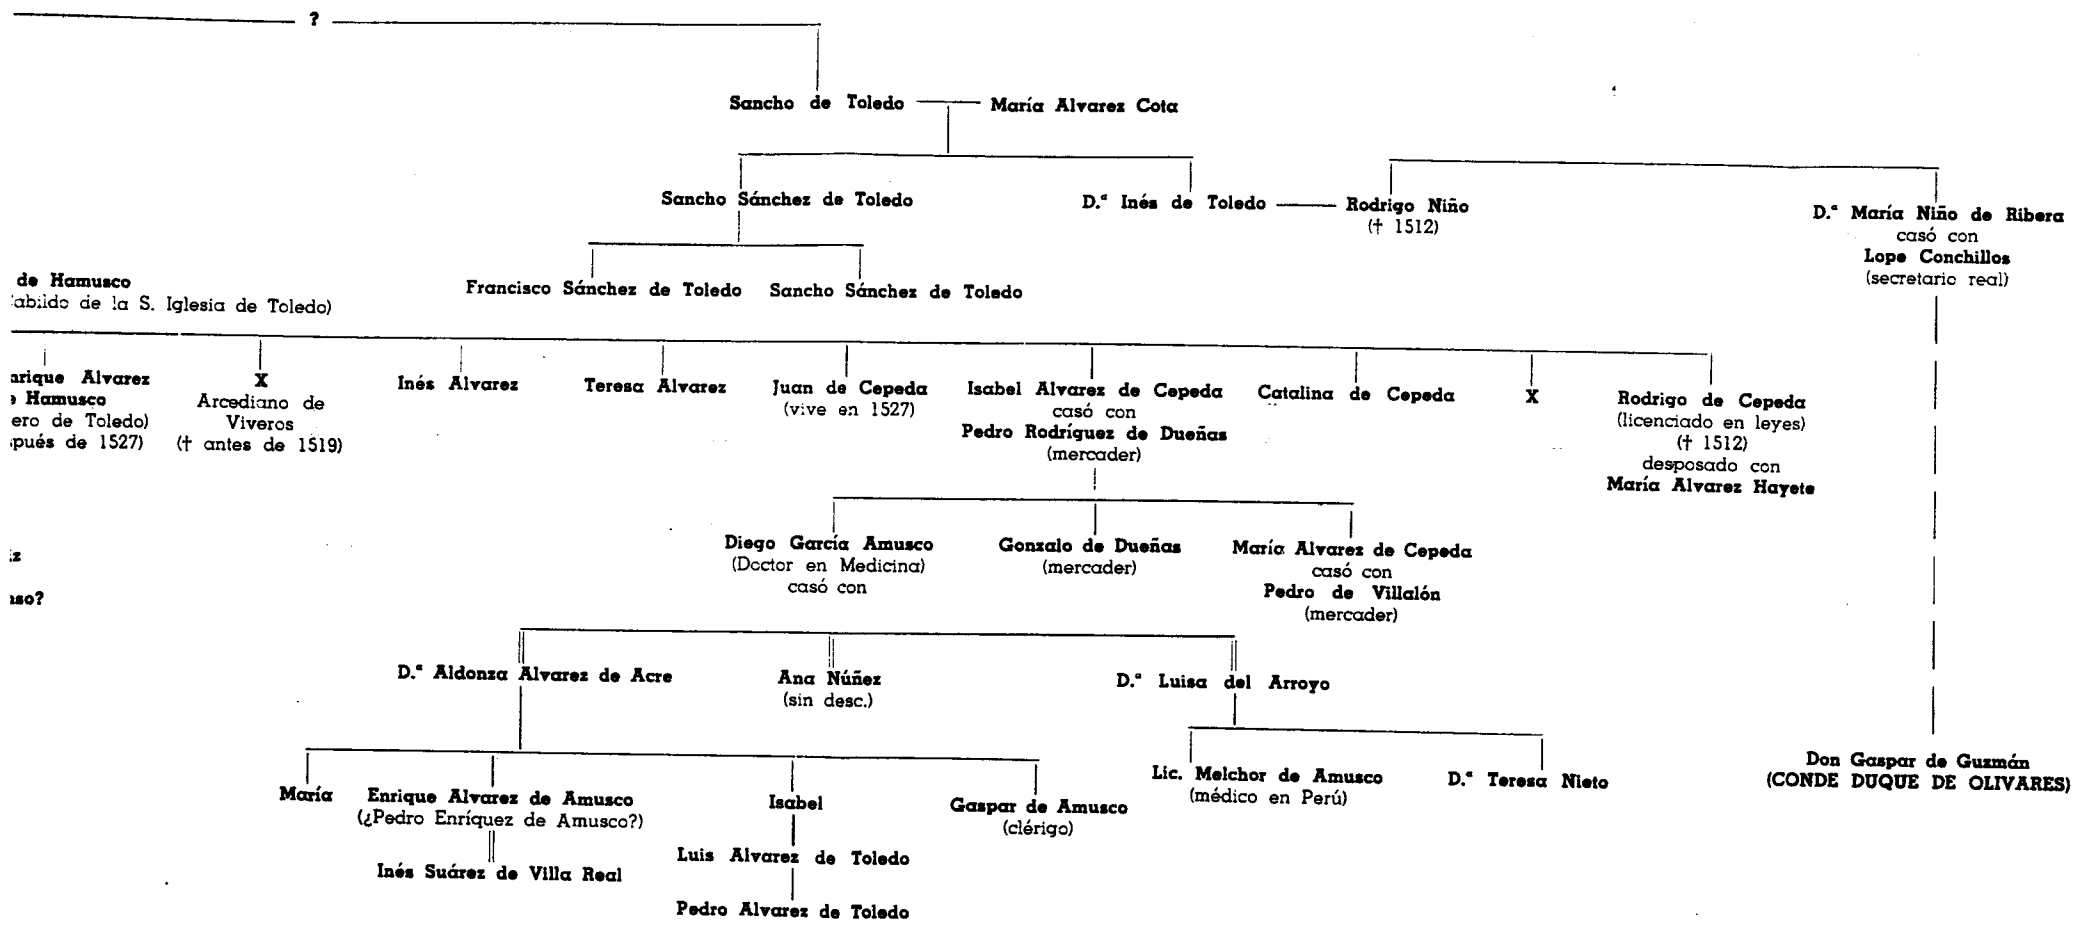 ?
Sancho de Toledo María Alvarez Cota
Sancho Sánchez de Toledo
D.ª Inés de Toledo
Rodrigo Niño
(† 1512)
D.ª María Niño de Ribera
casó con
Lope Conchillos
(secretario real)
Francisco Sánchez de Toledo
Sancho Sánchez de Toledo
de Hamusco
abildo de la S. Iglesia de Toledo)
arique Alvarez
Hamusco
ero de Toledo)
pués de 1527)
X
Arcediano de
Viveros
(† antes de 1519)
Inés Alvarez
Teresa Alvarez
Juan de Cepeda
(vive en 1527)
Isabel Alvarez de Cepeda
casó con
Pedro Rodríguez de Dueñas
(mercader)
Catalina de Cepeda
X
Rodrigo de Cepeda
(licenciado en leyes)
(† 1512)
desposado con
María Alvarez Hayete
Diego García Amusco
(Doctor en Medicina)
casó con
Gonzalo de Dueñas
(mercader)
María Alvarez de Cepeda
casó con
Pedro de Villalón
(mercader)
iz
aso?
D.ª Aldonza Alvarez de Acre
Ana Núñez
(sin desc.)
D.ª Luisa del Arroyo
María
Enrique Alvarez de Amusco
(¿Pedro Enríquez de Amusco?)
Inés Suárez de Villa Real
Isabel
Luis Alvarez de Toledo
Pedro Alvarez de Toledo
Gaspar de Amusco
(clérigo)
Lic. Melchor de Amusco
(médico en Perú)
D.ª Teresa Nieto
Don Gaspar de Guzmán
(CONDE DUQUE DE OLIVARES)